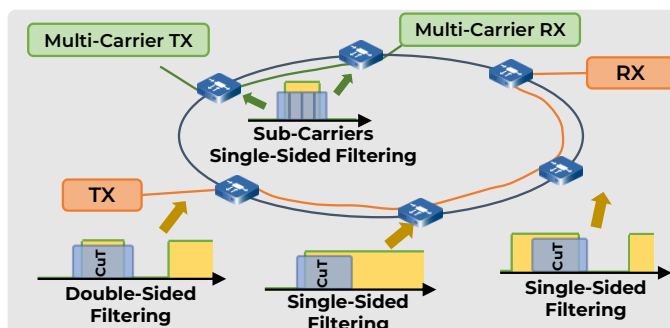 Multi-Carrier TX
Multi-Carrier RX
RX
Sub-Carriers
Single-Sided Filtering
TX
CuT
Double-Sided
Filtering
CuT
Single-Sided
Filtering
CuT
Single-Sided
Filtering